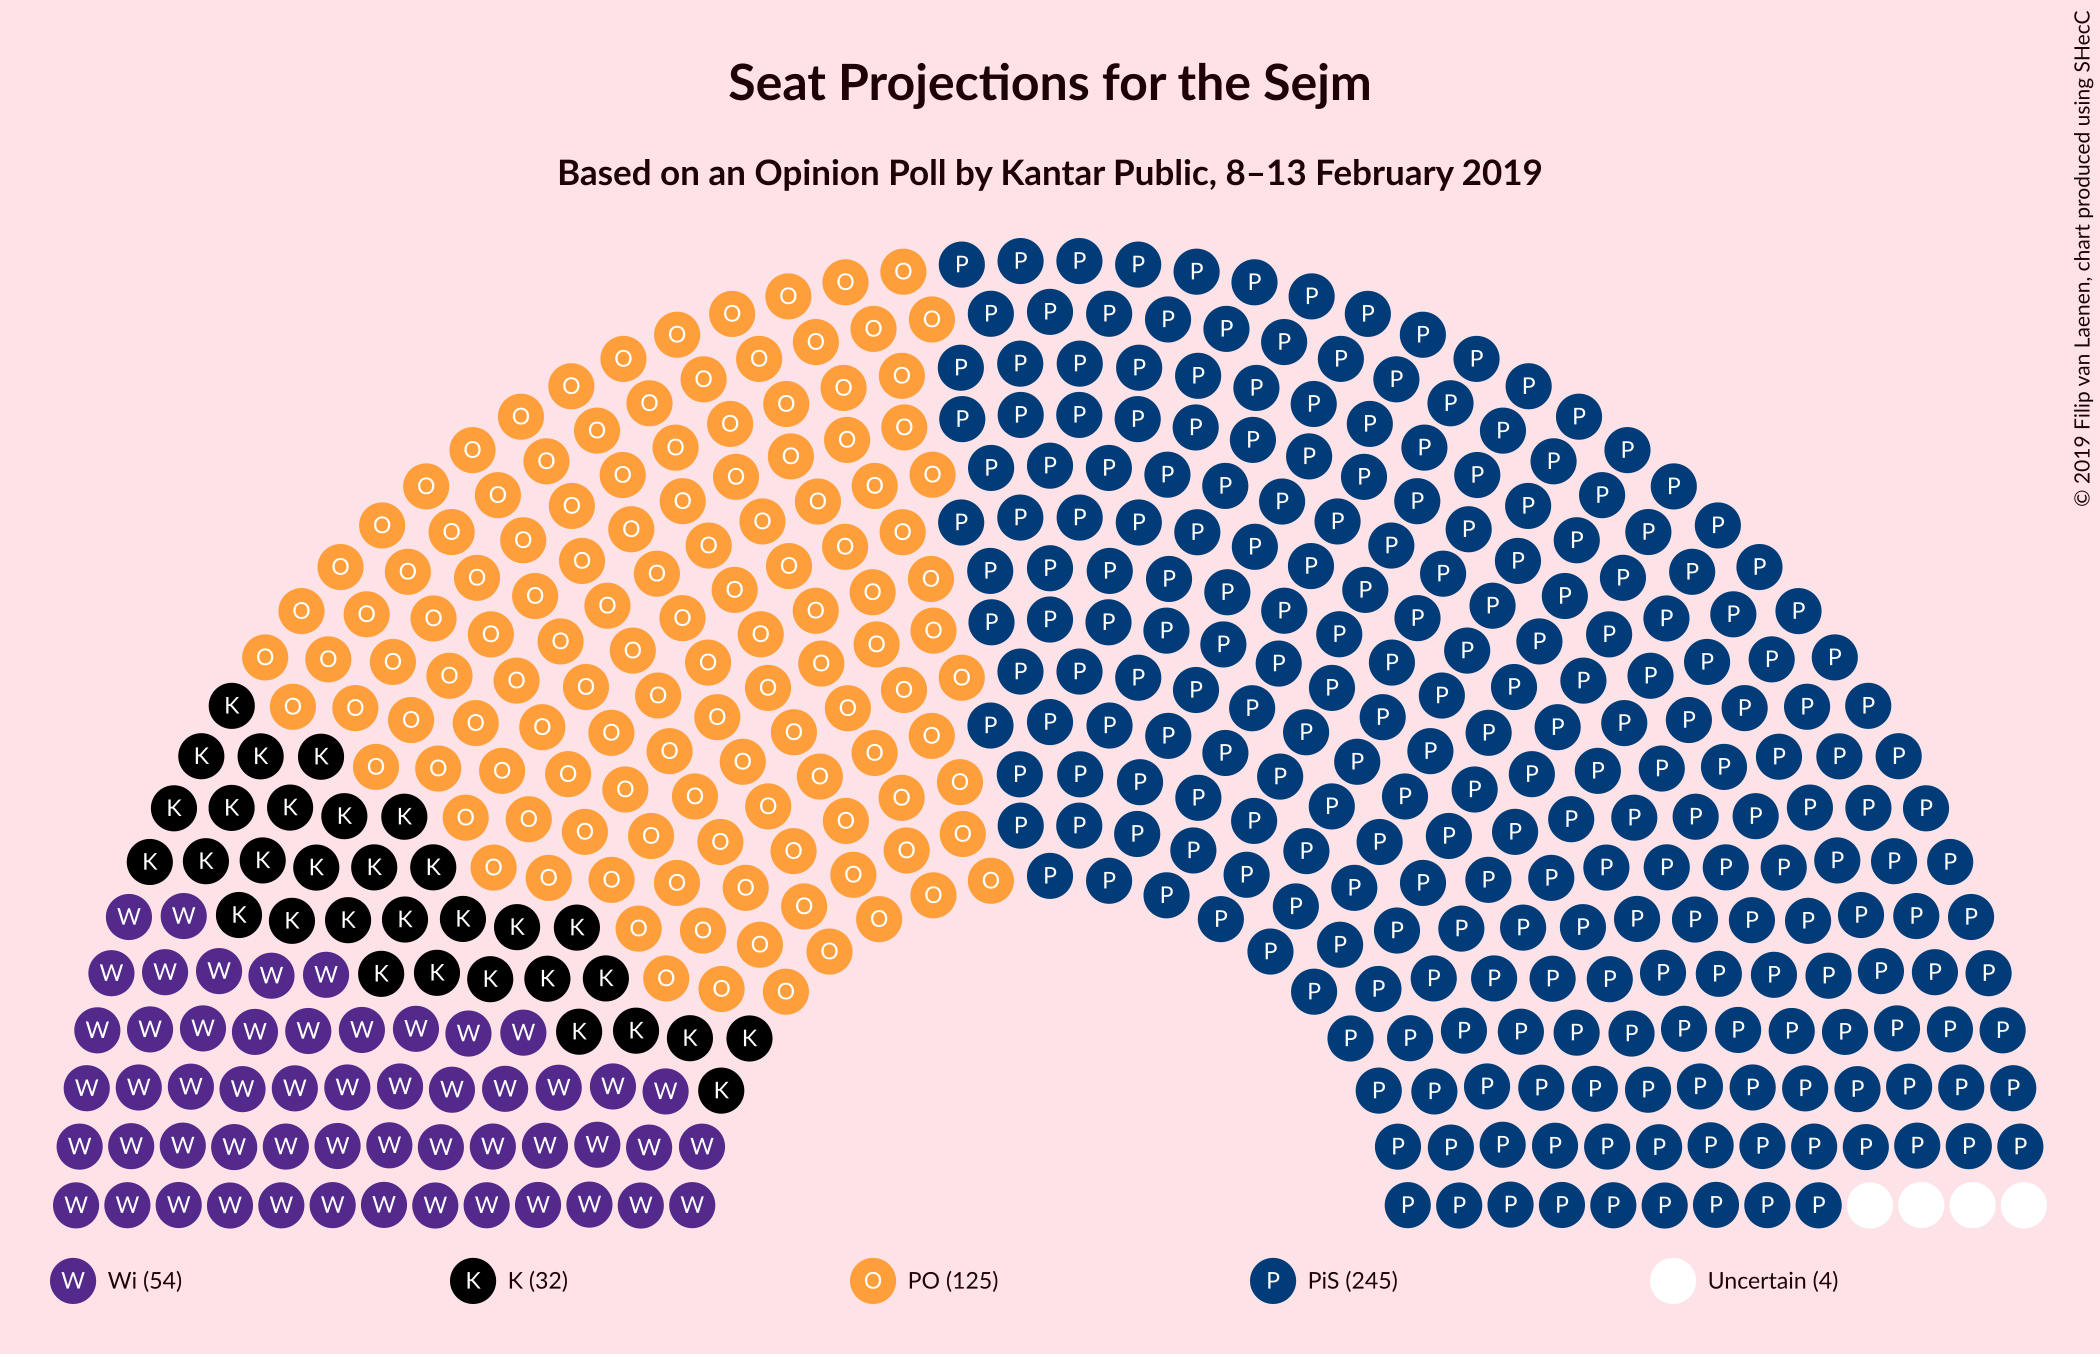 Seat Projections for the Sejm
Based on an Opinion Poll by Kantar Public, 8–13 February 2019
© 2019 Filip van Laenen, chart produced using SHecC
W Wi (54)
K K (32)
O PO (125)
P PiS (245)
Uncertain (4)